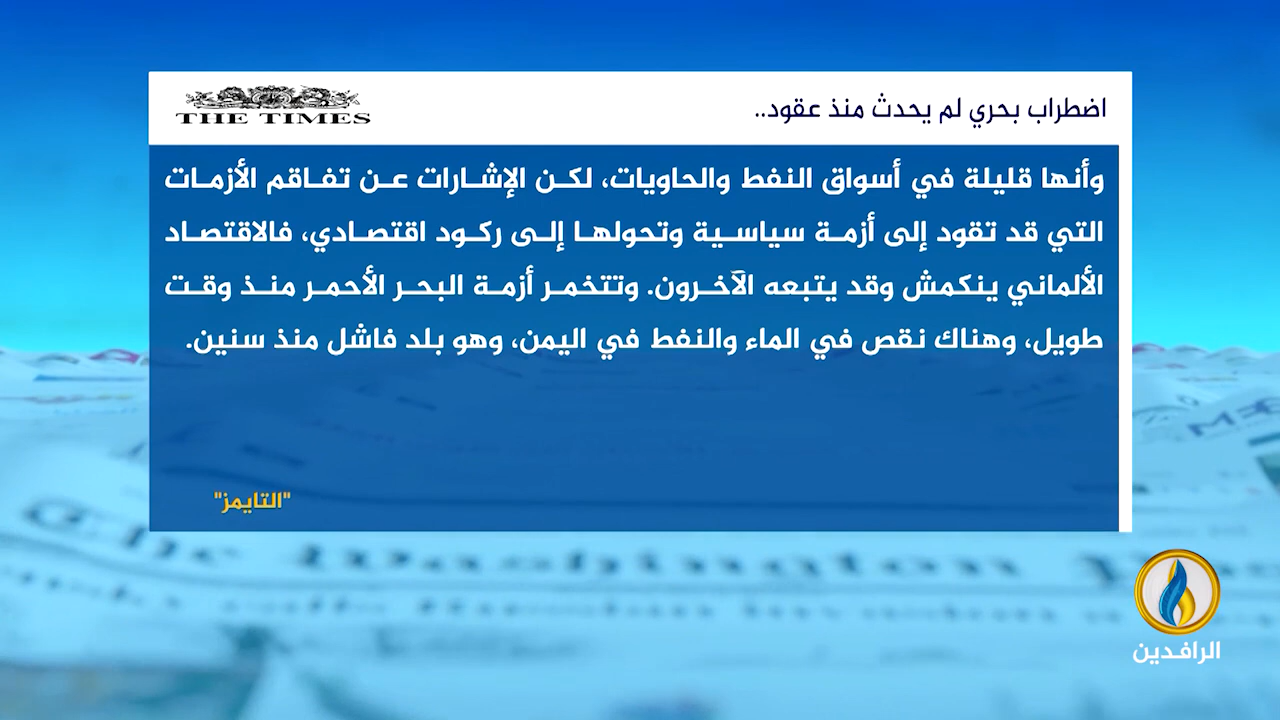 THE TIMES
اضطراب بحري لم يحدث منذ عقود..
وأنها قليلة في أسواق النفط والحاويات، لكن الإشارات عن تفاقم الأزمات
التي قد تقود إلى أزمة سياسية وتحولها إلى ركود اقتصادي، فالاقتصاد
الألماني ينكمش وقد يتبعه الآخرون. وتتخمر أزمة البحر الأحمر منذ وقت
طويل، وهناك نقص في الماء والنفط في اليمن، وهو بلد فاشل منذ سنين.
"التايمز"
The Washington
الرافدين